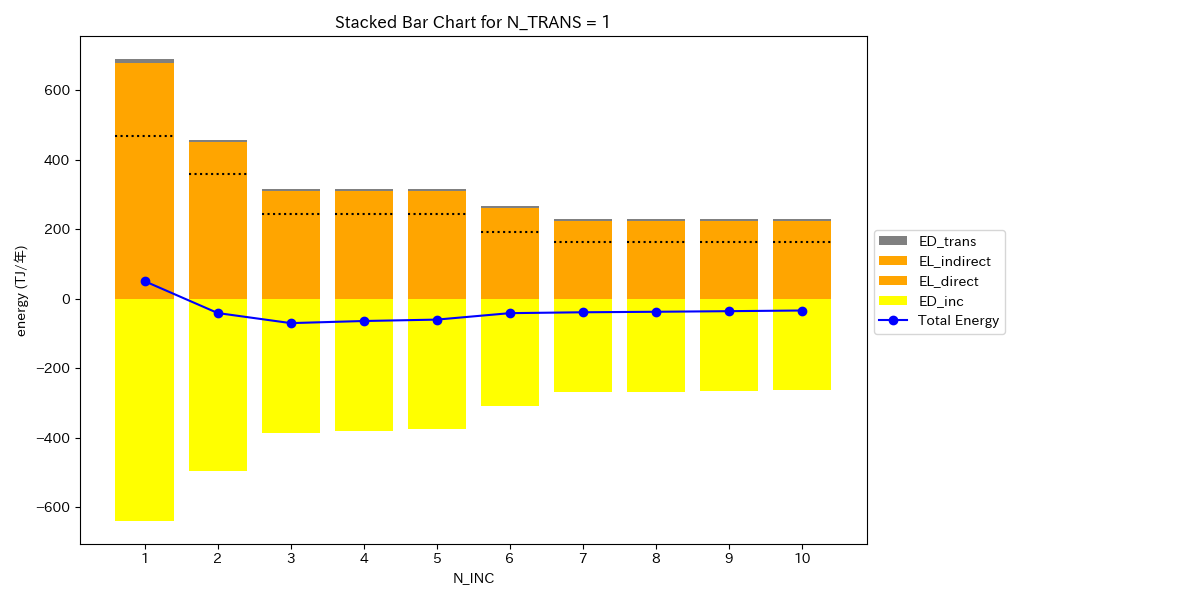 Stacked Bar Chart for N_TRANS = 1
energy (TJ/年)
600
400
200
0
−200
−400
−600
1 2 3 4 5 6 7 8 9 10
N_INC
ED_trans
EL_indirect
EL_direct
ED_inc
Total Energy